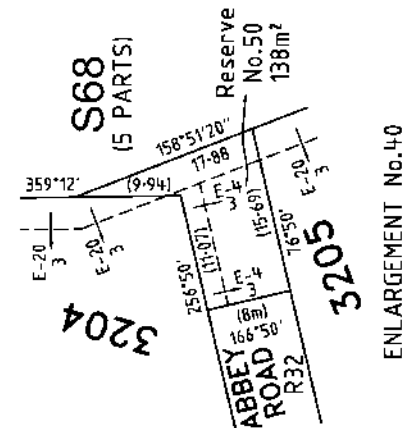 S68
(5 PARTS)
Reserve
No.50
138m²
158°51'20"
17·88
359°12'
(9·94)
E-20
3
E-20
3
E-4
3
E-20
3
256°50'
(11·07)
(15·69)
76°50'
E-4
3
3204
3205
(8m)
166°50'
ABBEY
ROAD
R32
ENLARGEMENT No.40